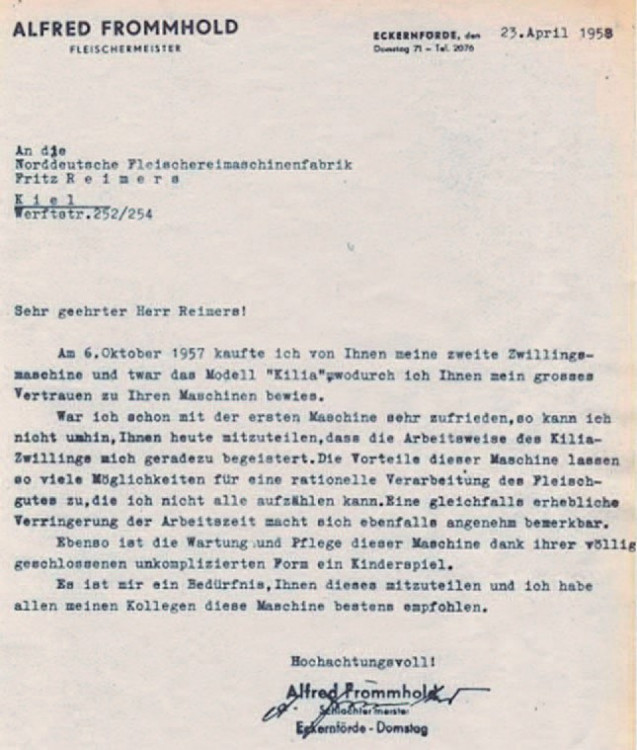 ALFRED FROMMHOLD
FLEISCHERMEISTER
ECKERNFÖRDE, den 23.April 1958
Domstag 71 – Tel. 2076
An die
Norddeutsche Fleischereimaschinenfabrik
Fritz R e i m e r s
K i e l
Werftstr.252/254
Sehr geehrter Herr Reimers!
Am 6.Oktober 1957 kaufte ich von Ihnen meine zweite Zwillings-
maschine und twar das Modell "Kilia",wodurch ich Ihnen mein grosses
Vertrauen zu Ihren Maschinen bewies.
War ich schon mit der ersten Maschine sehr zufrieden,so kann ich
nicht umhin,Ihnen heute mitzuteilen,dass die Arbeitsweise des Kilia-
Zwillings mich geradezu begeistert.Die Vorteile dieser Maschine lassen
so viele Möglichkeiten für eine rationelle Verarbeitung des Fleisch-
gutes zu,die ich nicht alle aufzählen kann.Eine gleichfalls erhebliche
Verringerung der Arbeitszeit macht sich ebenfalls angenehm bemerkbar.
Ebenso ist die Wartung und Pflege dieser Maschine dank ihrer völlig
geschlossenen unkomplizierten Form ein Kinderspiel.
Es ist mir ein Bedürfnis,Ihnen dieses mitzuteilen und ich habe
allen meinen Kollegen diese Maschine bestens empfohlen.
Hochachtungsvoll!
Alfred Frommhold
Schlachtermeister
Eckernförde - Domstag